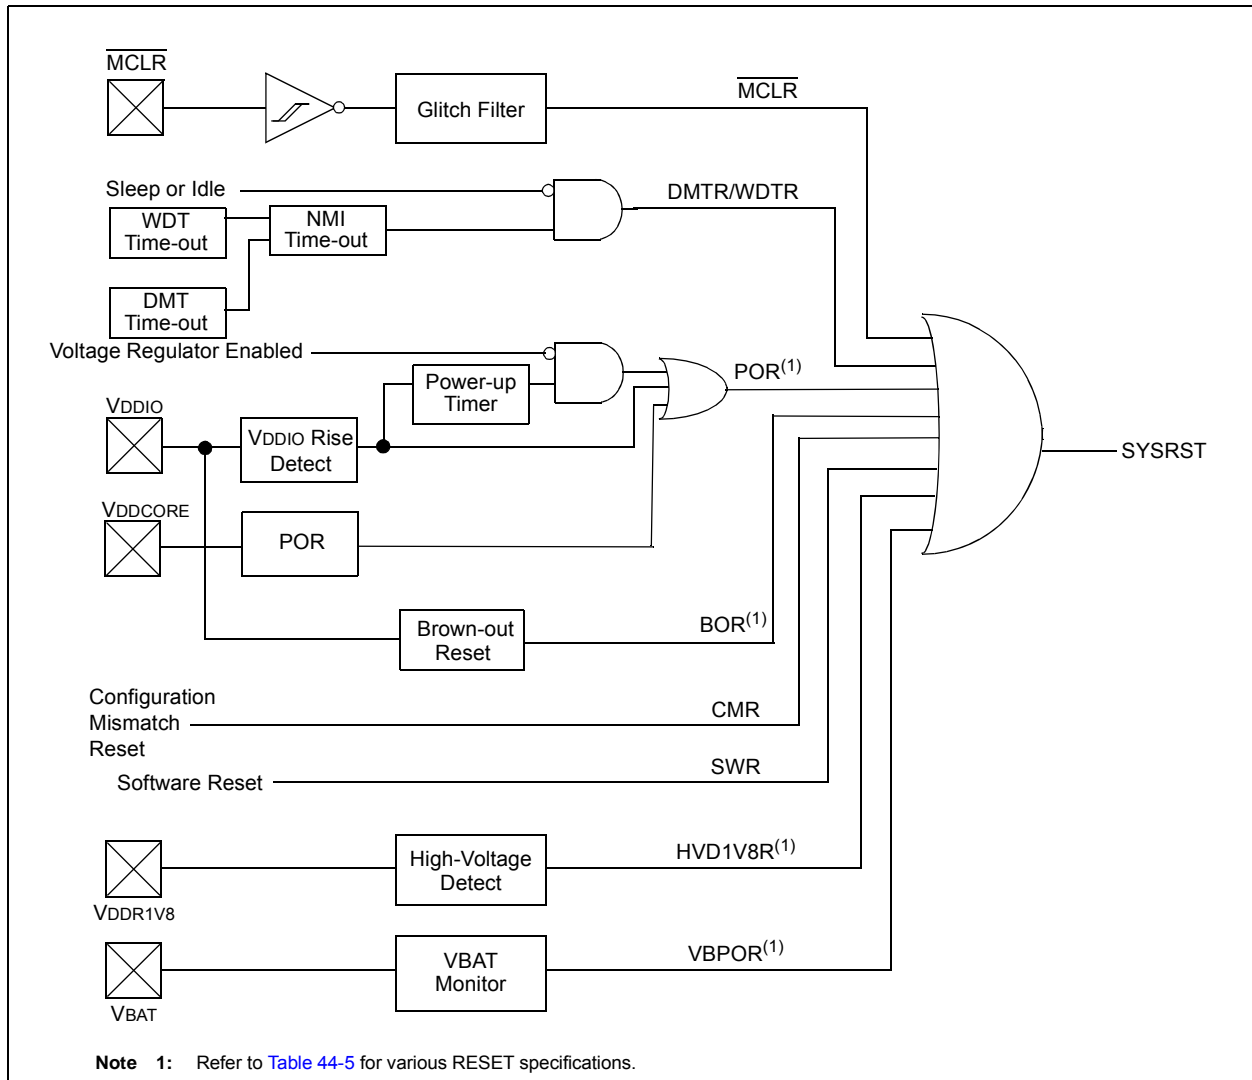 MCLR
Glitch Filter
MCLR
Sleep or Idle
DMTR/WDTR
WDT
Time-out
NMI
Time-out
DMT
Time-out
Voltage Regulator Enabled
Power-up
Timer
POR(1)
VDDIO
VDDIO Rise
Detect
SYSRST
VDDCORE
POR
Brown-out
Reset
BOR(1)
Configuration
Mismatch
Reset
CMR
Software Reset
SWR
High-Voltage
Detect
HVD1V8R(1)
VDDR1V8
VBAT
Monitor
VBPOR(1)
VBAT
Note 1: Refer to Table 44-5 for various RESET specifications.